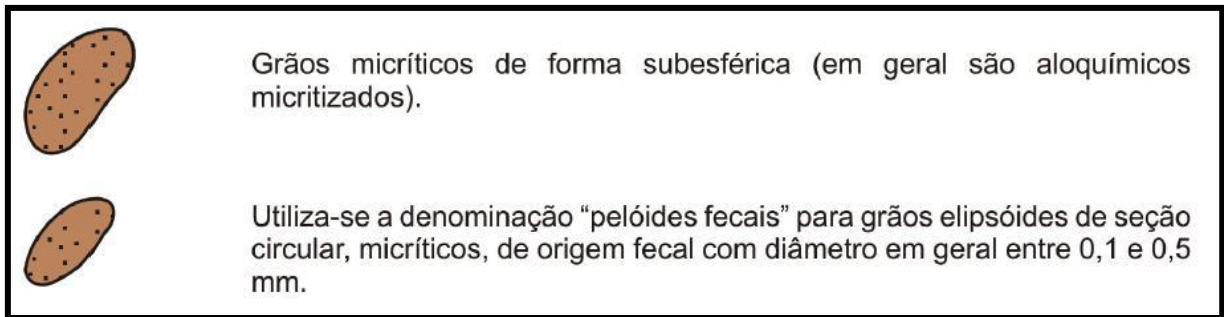 Grãos micríticos de forma subesférica (em geral são aloquímicos
micritizados).
Utiliza-se a denominação “pelóides fecais” para grãos elipsóides de seção
circular, micríticos, de origem fecal com diâmetro em geral entre 0,1 e 0,5
mm.